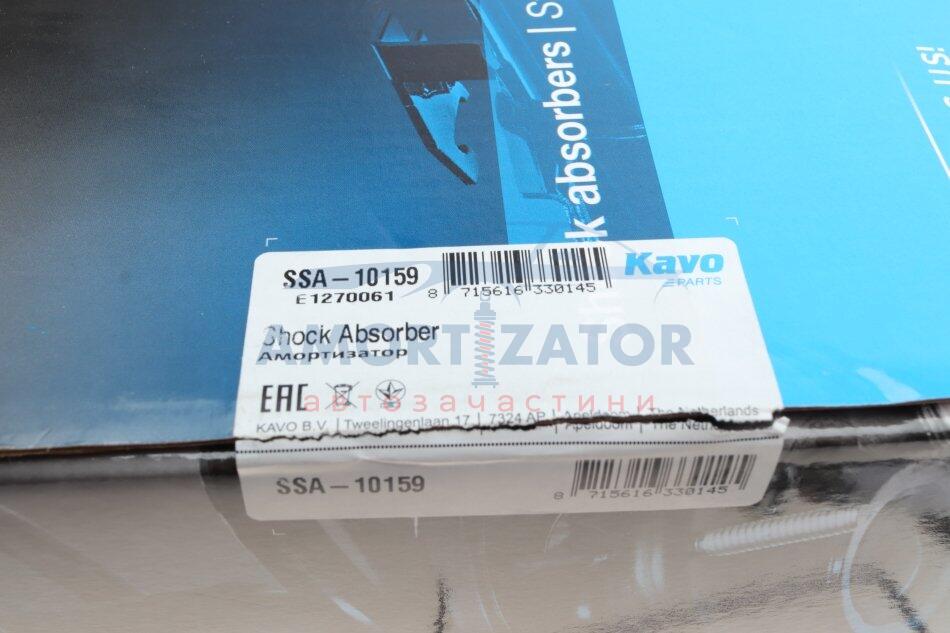 absorbers | S
SSA-10159
E1270061
8 715616 330145
Kavo
PARTS
Shock Absorber
Амортизатор
AMORTIZATOR
автозапчастини
EAC
KAVO B.V. | Tweelingenlaan 17 | 7324 AP | Apeldoorn | The Netherlands
SSA-10159
8 715616 330145